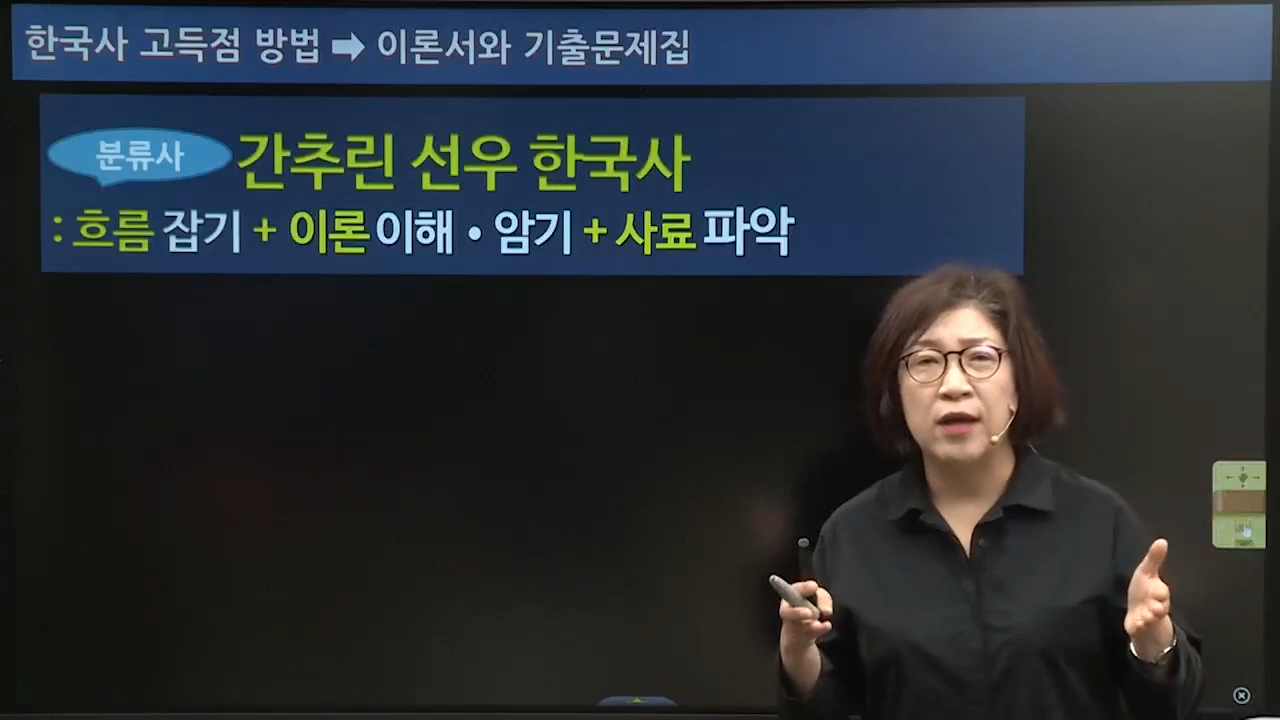 한국사 고득점 방법 ➡ 이론서와 기출문제집
분류사 간추린 선우 한국사
: 흐름 잡기 + 이론 이해 • 암기 + 사료 파악